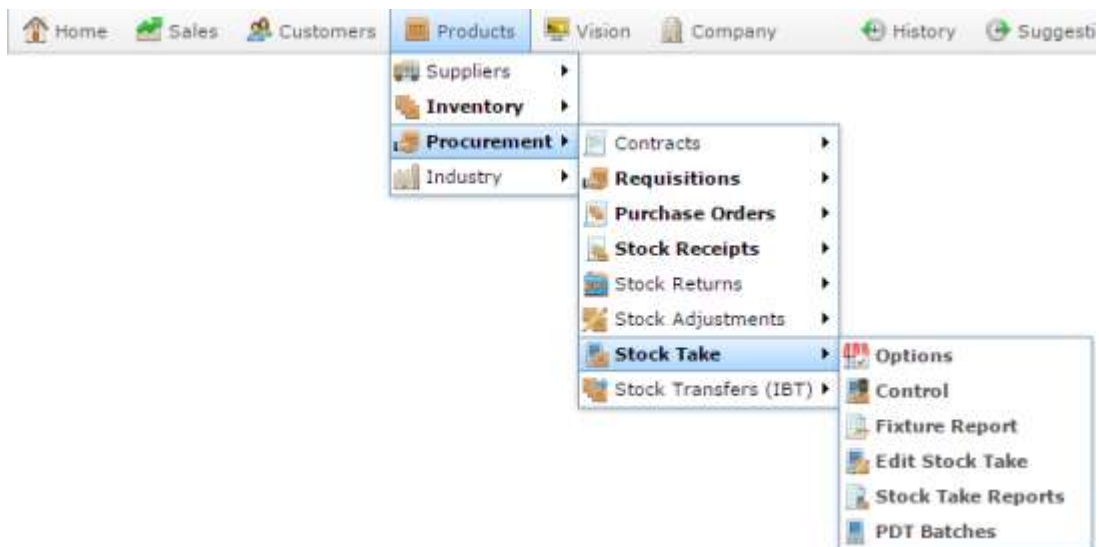 Home Sales Customers Products Vision Company History Suggesti
Suppliers
Inventory
Procurement
Industry
Contracts
Requisitions
Purchase Orders
Stock Receipts
Stock Returns
Stock Adjustments
Stock Take
Stock Transfers (IBT)
Options
Control
Fixture Report
Edit Stock Take
Stock Take Reports
PDT Batches